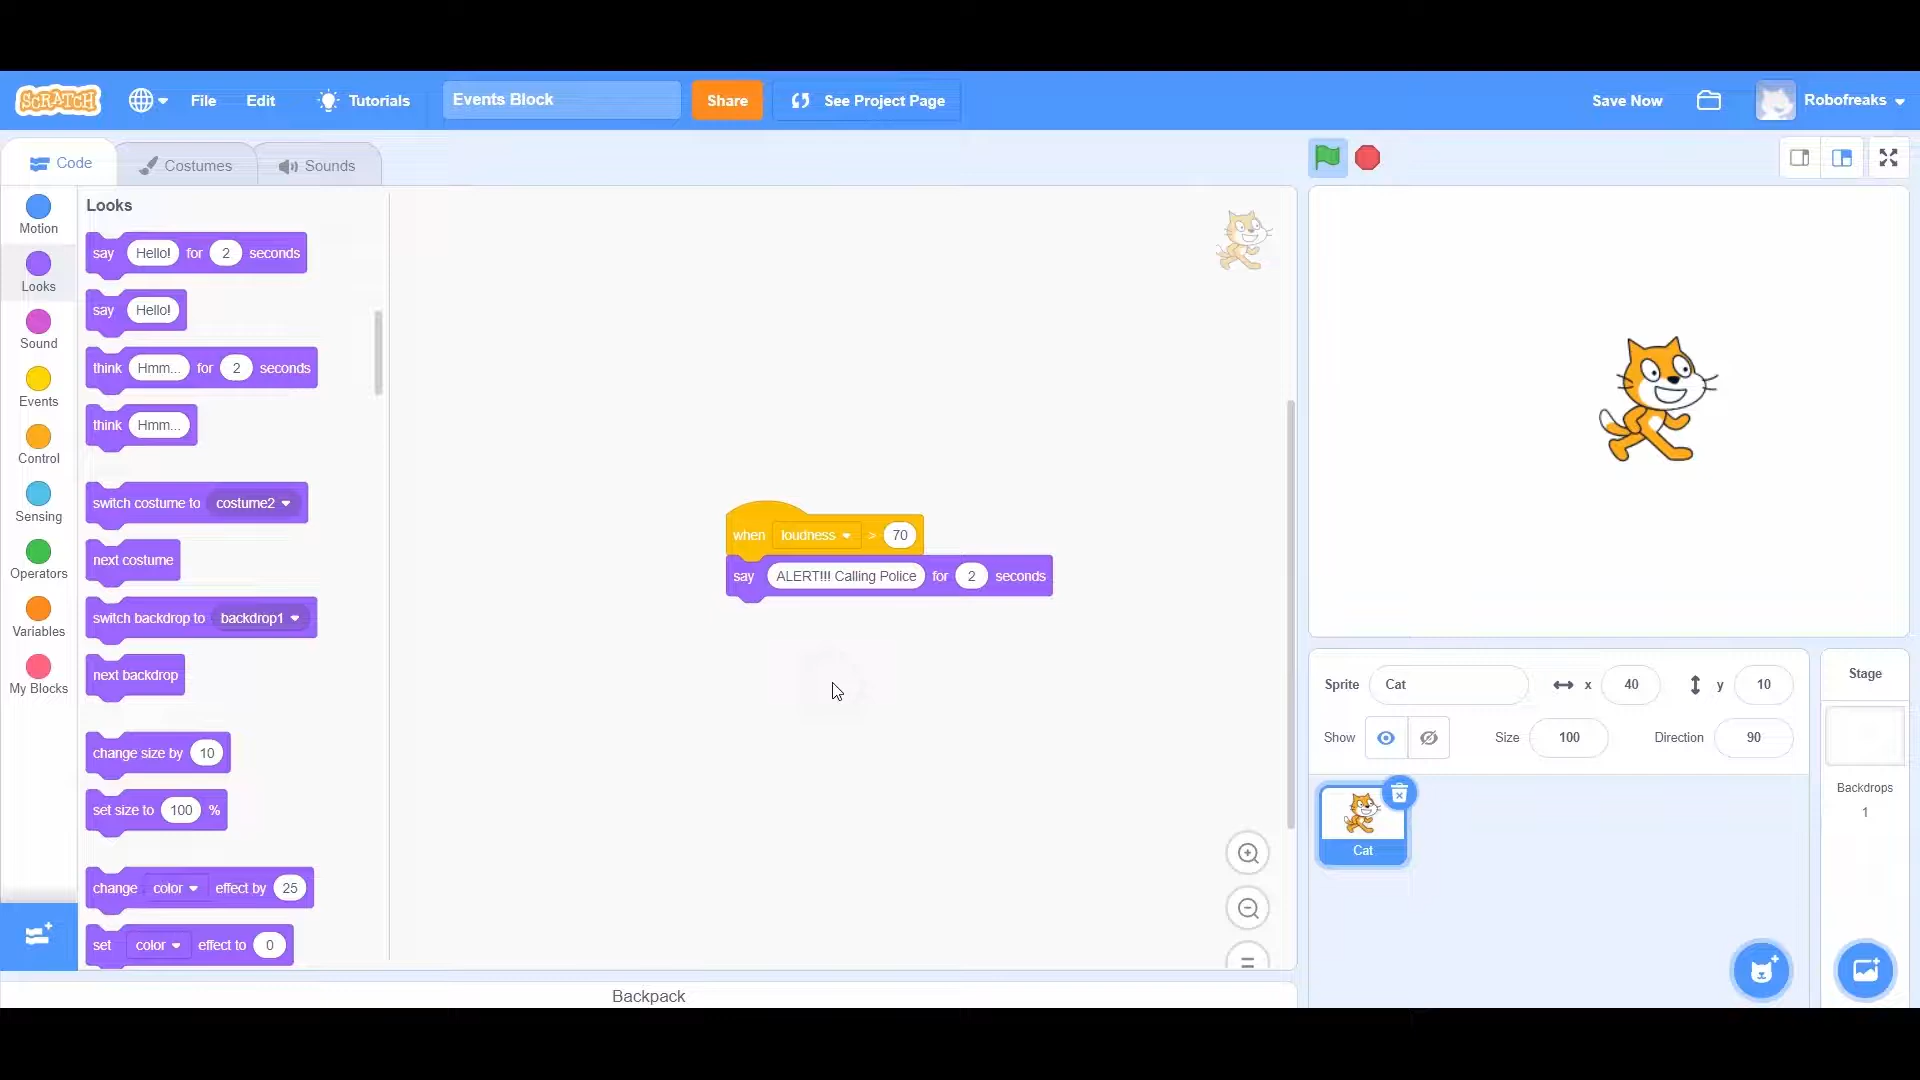 SCRATCH File Edit Tutorials Events Block Share See Project Page Save Now Robofreaks
Code Costumes Sounds
Motion
Looks
Sound
Events
Control
Sensing
Operators
Variables
My Blocks
Looks
say Hello! for 2 seconds
say Hello!
think Hmm... for 2 seconds
think Hmm...
switch costume to costume2
next costume
switch backdrop to backdrop1
next backdrop
change size by 10
set size to 100 %
change color effect by 25
set color effect to 0
when loudness > 70
say ALERT!!! Calling Police for 2 seconds
Backpack
Sprite Cat x 40 y 10
Show Size 100 Direction 90
Cat
Stage
Backdrops
1